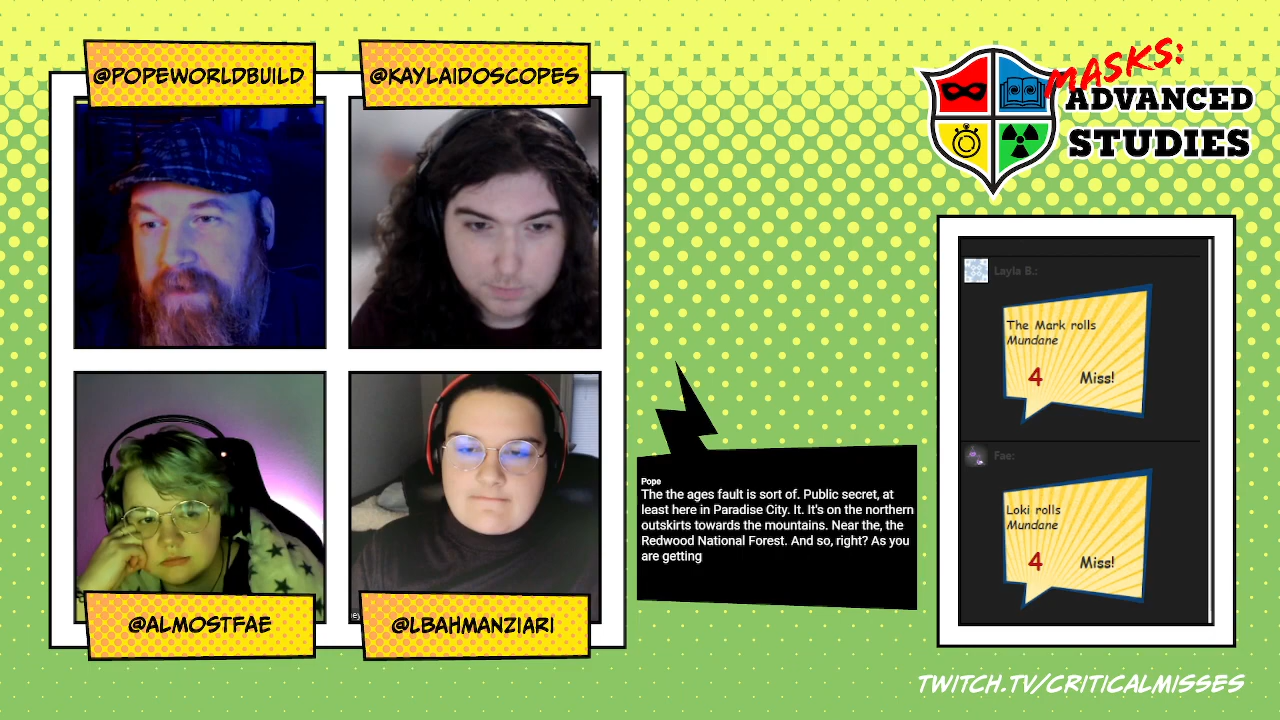 @POPEWORLDBUILD
@KAYLAIDOSCOPES
@ALMOSTFAE
@LBAHMANZIARI
Pope
The the ages fault is sort of. Public secret, at
least here in Paradise City. It. It's on the northern
outskirts towards the mountains. Near the, the
Redwood National Forest. And so, right? As you
are getting
MASKS:
ADVANCED
STUDIES
Layla B.:
The Mark rolls
Mundane
4 Miss!
Fae:
Loki rolls
Mundane
4 Miss!
TWITCH.TV/CRITICALMISSES